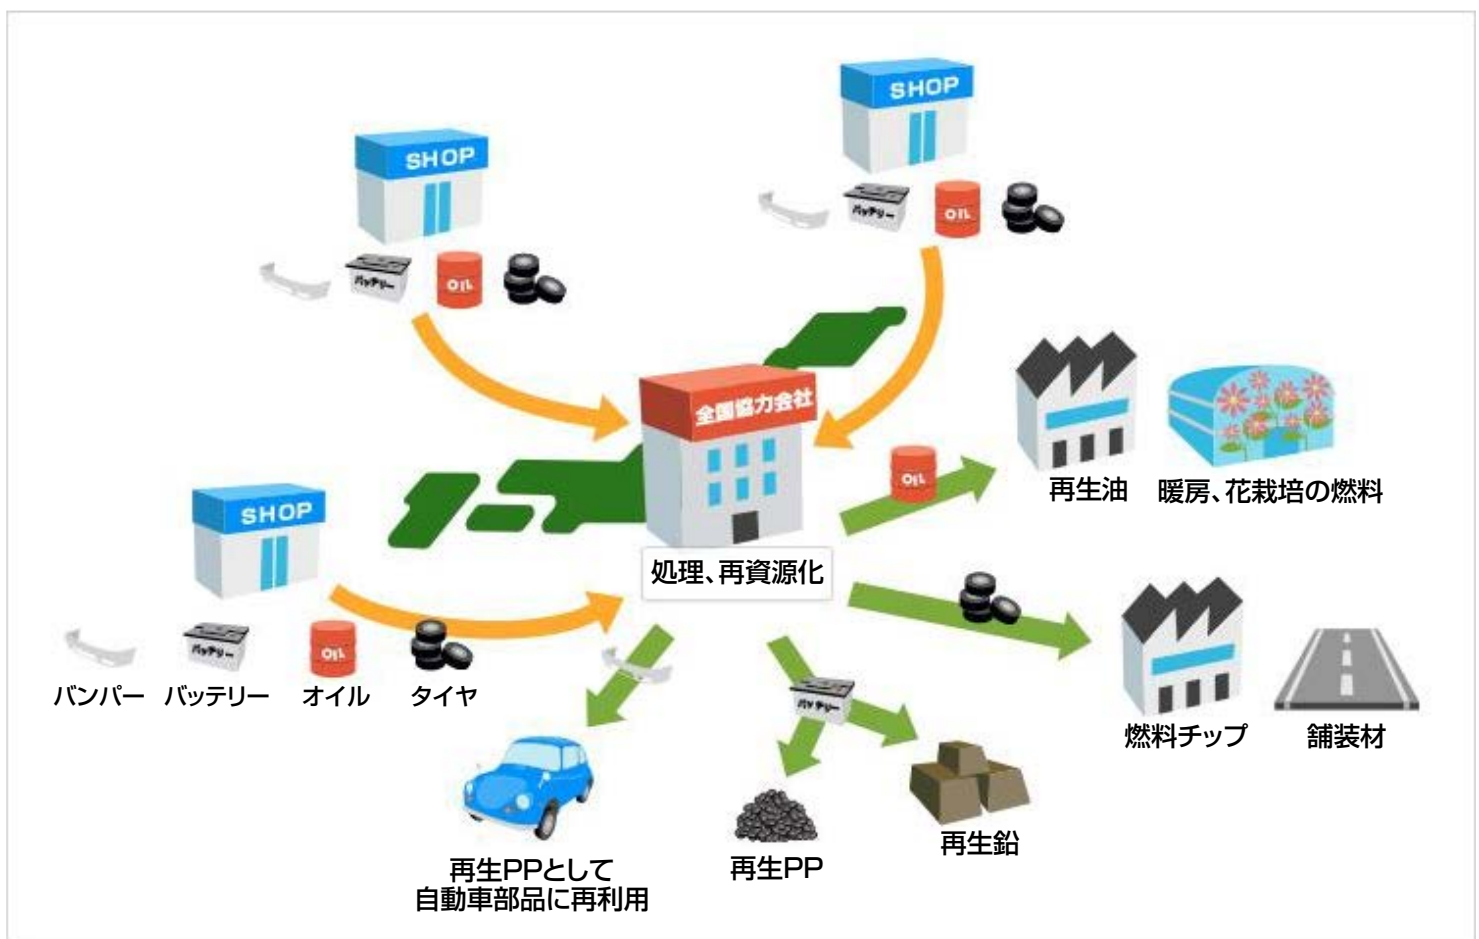 SHOP
バッテリー
OIL
SHOP
バッテリー
OIL
全国協力会社
処理、再資源化
OIL
再生油
暖房、花栽培の燃料
SHOP
バッテリー
OIL
バンパー
バッテリー
オイル
タイヤ
燃料チップ
舗装材
バッテリー
再生PPとして
自動車部品に再利用
再生PP
再生鉛